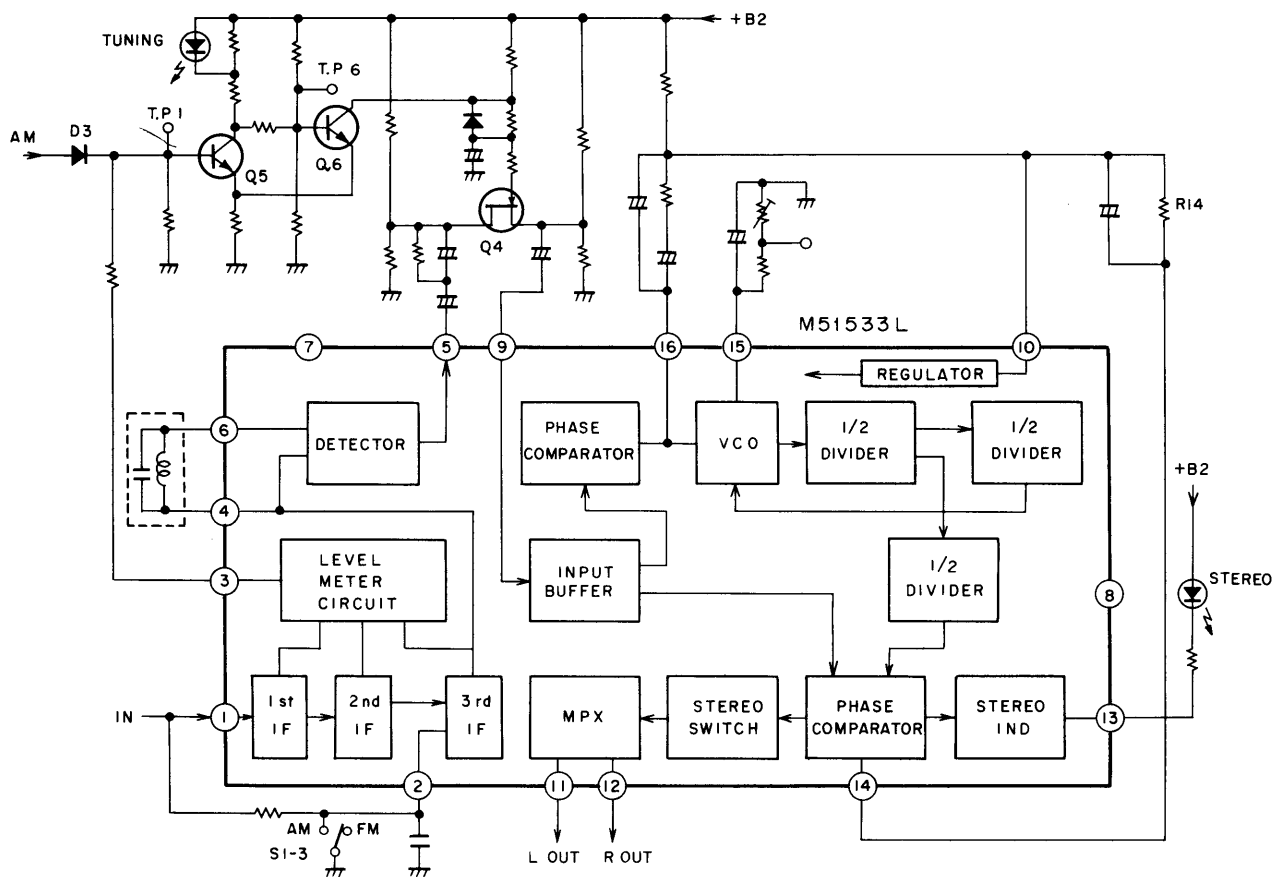 +B2
TUNING
T.P 6
T.P 1
D3
AM
Q5
Q6
Q4
R14
M51533L
7
5
9
16
15
10
REGULATOR
6
DETECTOR
PHASE
COMPARATOR
VCO
1/2
DIVIDER
1/2
DIVIDER
+B2
4
LEVEL
METER
CIRCUIT
3
INPUT
BUFFER
1/2
DIVIDER
8
STEREO
IN
1
1st
IF
2nd
IF
3rd
IF
MPX
STEREO
SWITCH
PHASE
COMPARATOR
STEREO
IND
13
2
11
12
14
AM
FM
S1-3
L OUT
R OUT